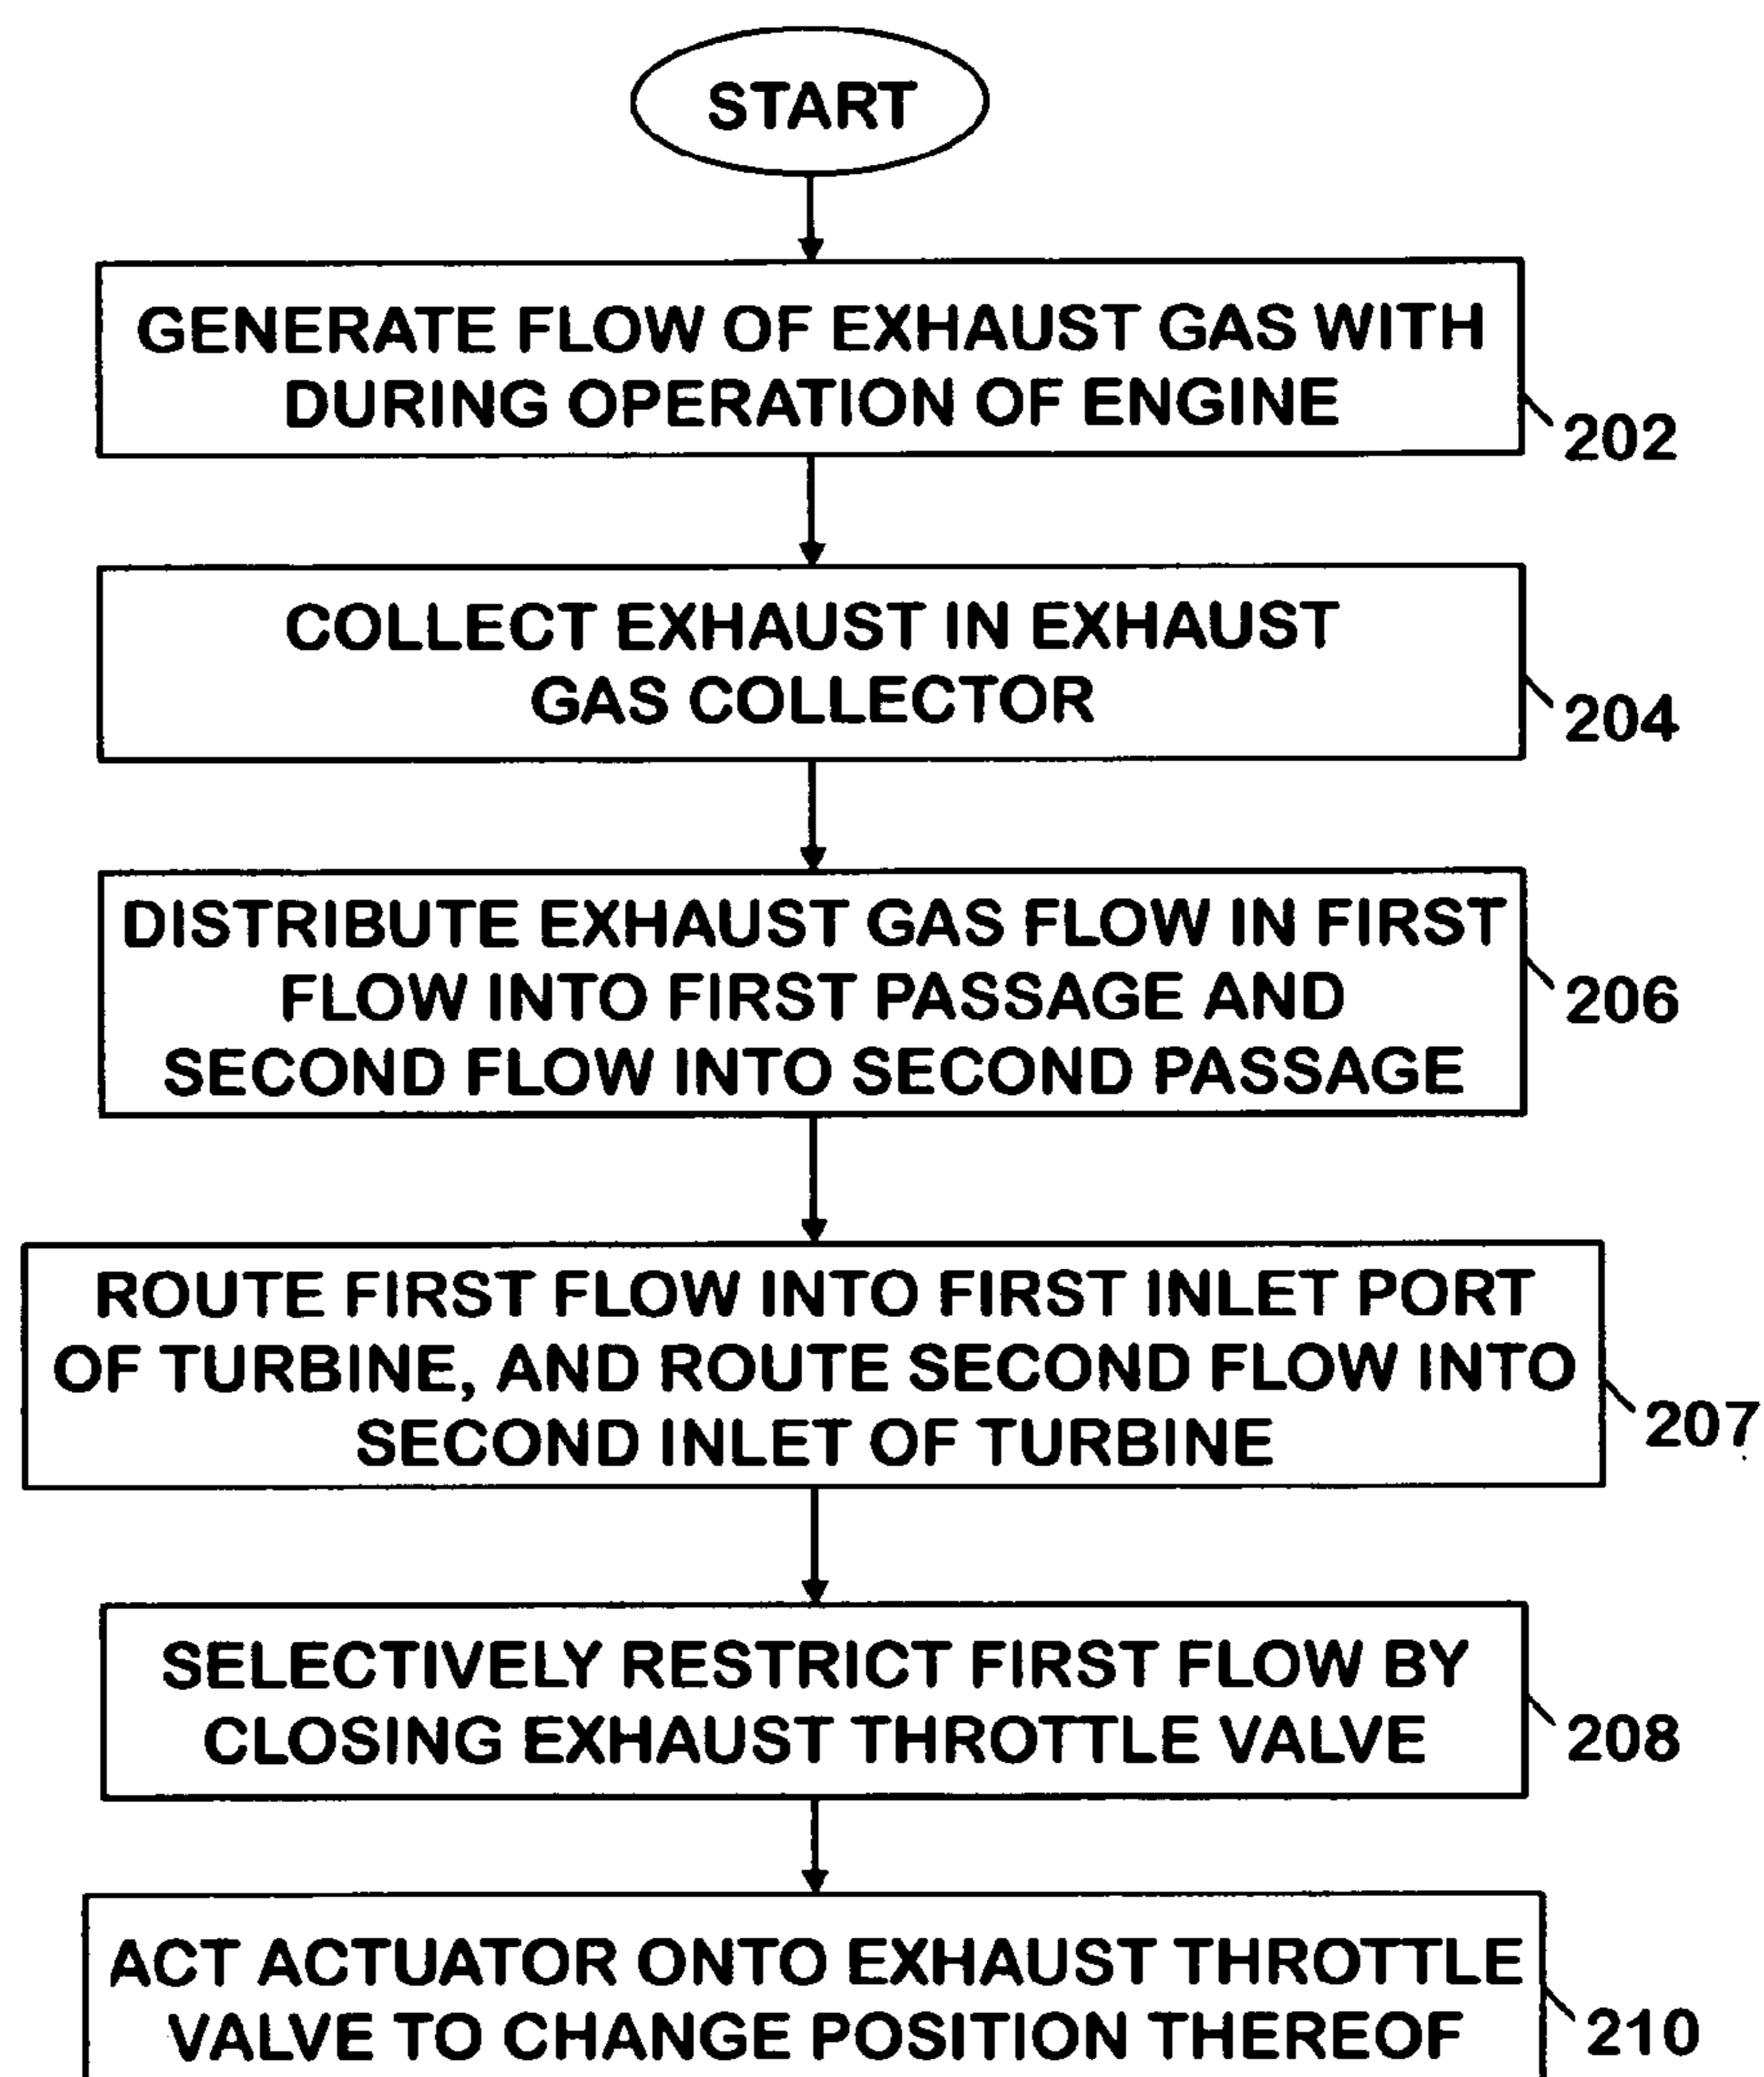 START
GENERATE FLOW OF EXHAUST GAS WITH
DURING OPERATION OF ENGINE
202
COLLECT EXHAUST IN EXHAUST
GAS COLLECTOR
204
DISTRIBUTE EXHAUST GAS FLOW IN FIRST
FLOW INTO FIRST PASSAGE AND
SECOND FLOW INTO SECOND PASSAGE
206
ROUTE FIRST FLOW INTO FIRST INLET PORT
OF TURBINE, AND ROUTE SECOND FLOW INTO
SECOND INLET OF TURBINE
207
SELECTIVELY RESTRICT FIRST FLOW BY
CLOSING EXHAUST THROTTLE VALVE
208
ACT ACTUATOR ONTO EXHAUST THROTTLE
VALVE TO CHANGE POSITION THEREOF
210